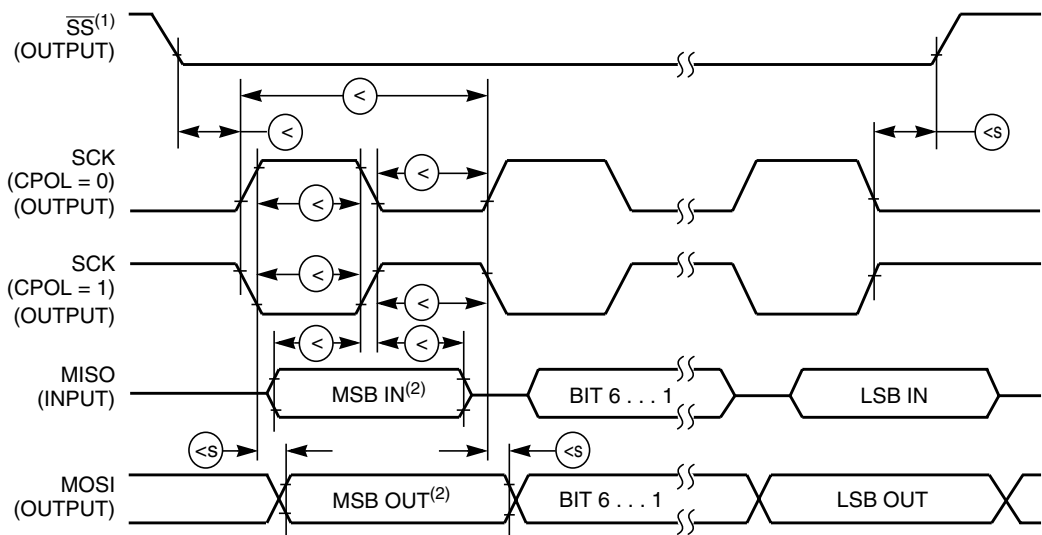 SS(1)
(OUTPUT)
<
<
<s
SCK
(CPOL = 0)
(OUTPUT)
<
<
SCK
(CPOL = 1)
(OUTPUT)
<
<
<
<
MISO
(INPUT)
MSB IN(2)
BIT 6 . . . 1
LSB IN
<s
<s
MOSI
(OUTPUT)
MSB OUT(2)
BIT 6 . . . 1
LSB OUT